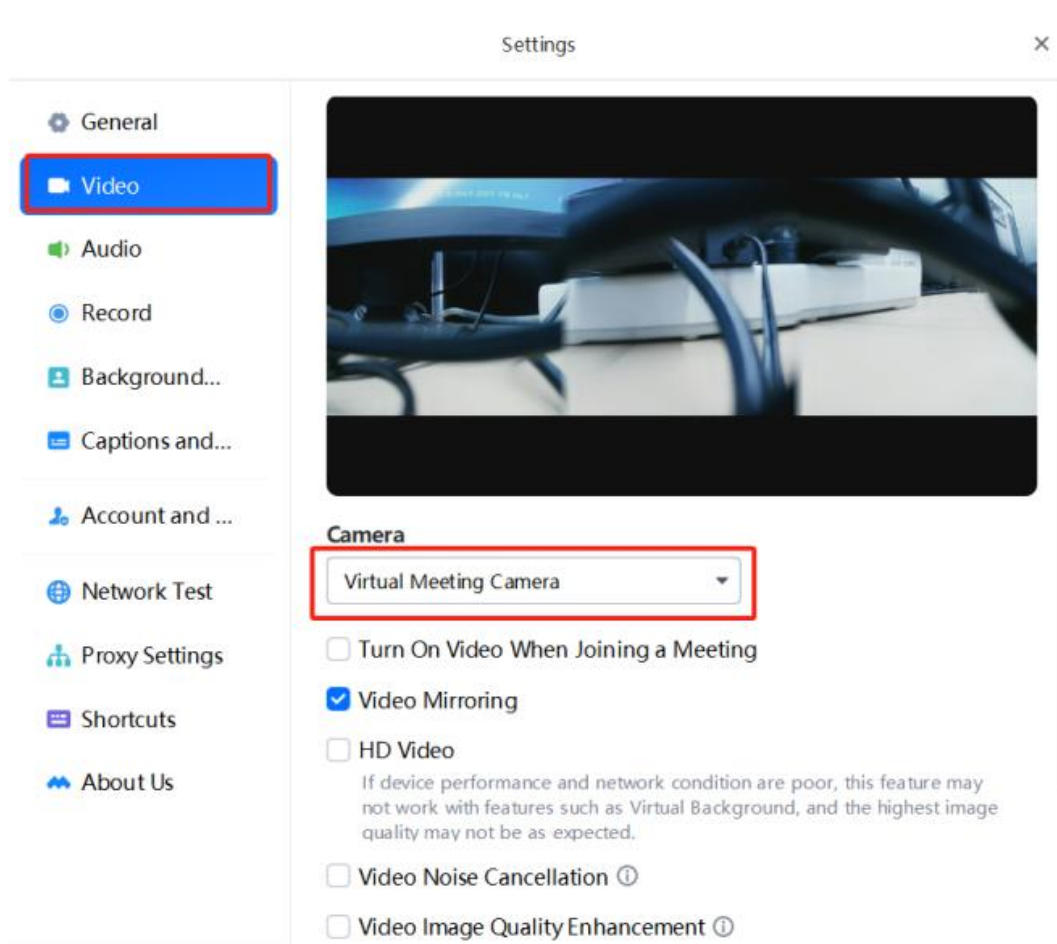 Settings
General
Video
Audio
Record
Background...
Captions and...
Account and ...
Network Test
Proxy Settings
Shortcuts
About Us
Camera
Virtual Meeting Camera
Turn On Video When Joining a Meeting
Video Mirroring
HD Video
If device performance and network condition are poor, this feature may
not work with features such as Virtual Background, and the highest image
quality may not be as expected.
Video Noise Cancellation
Video Image Quality Enhancement